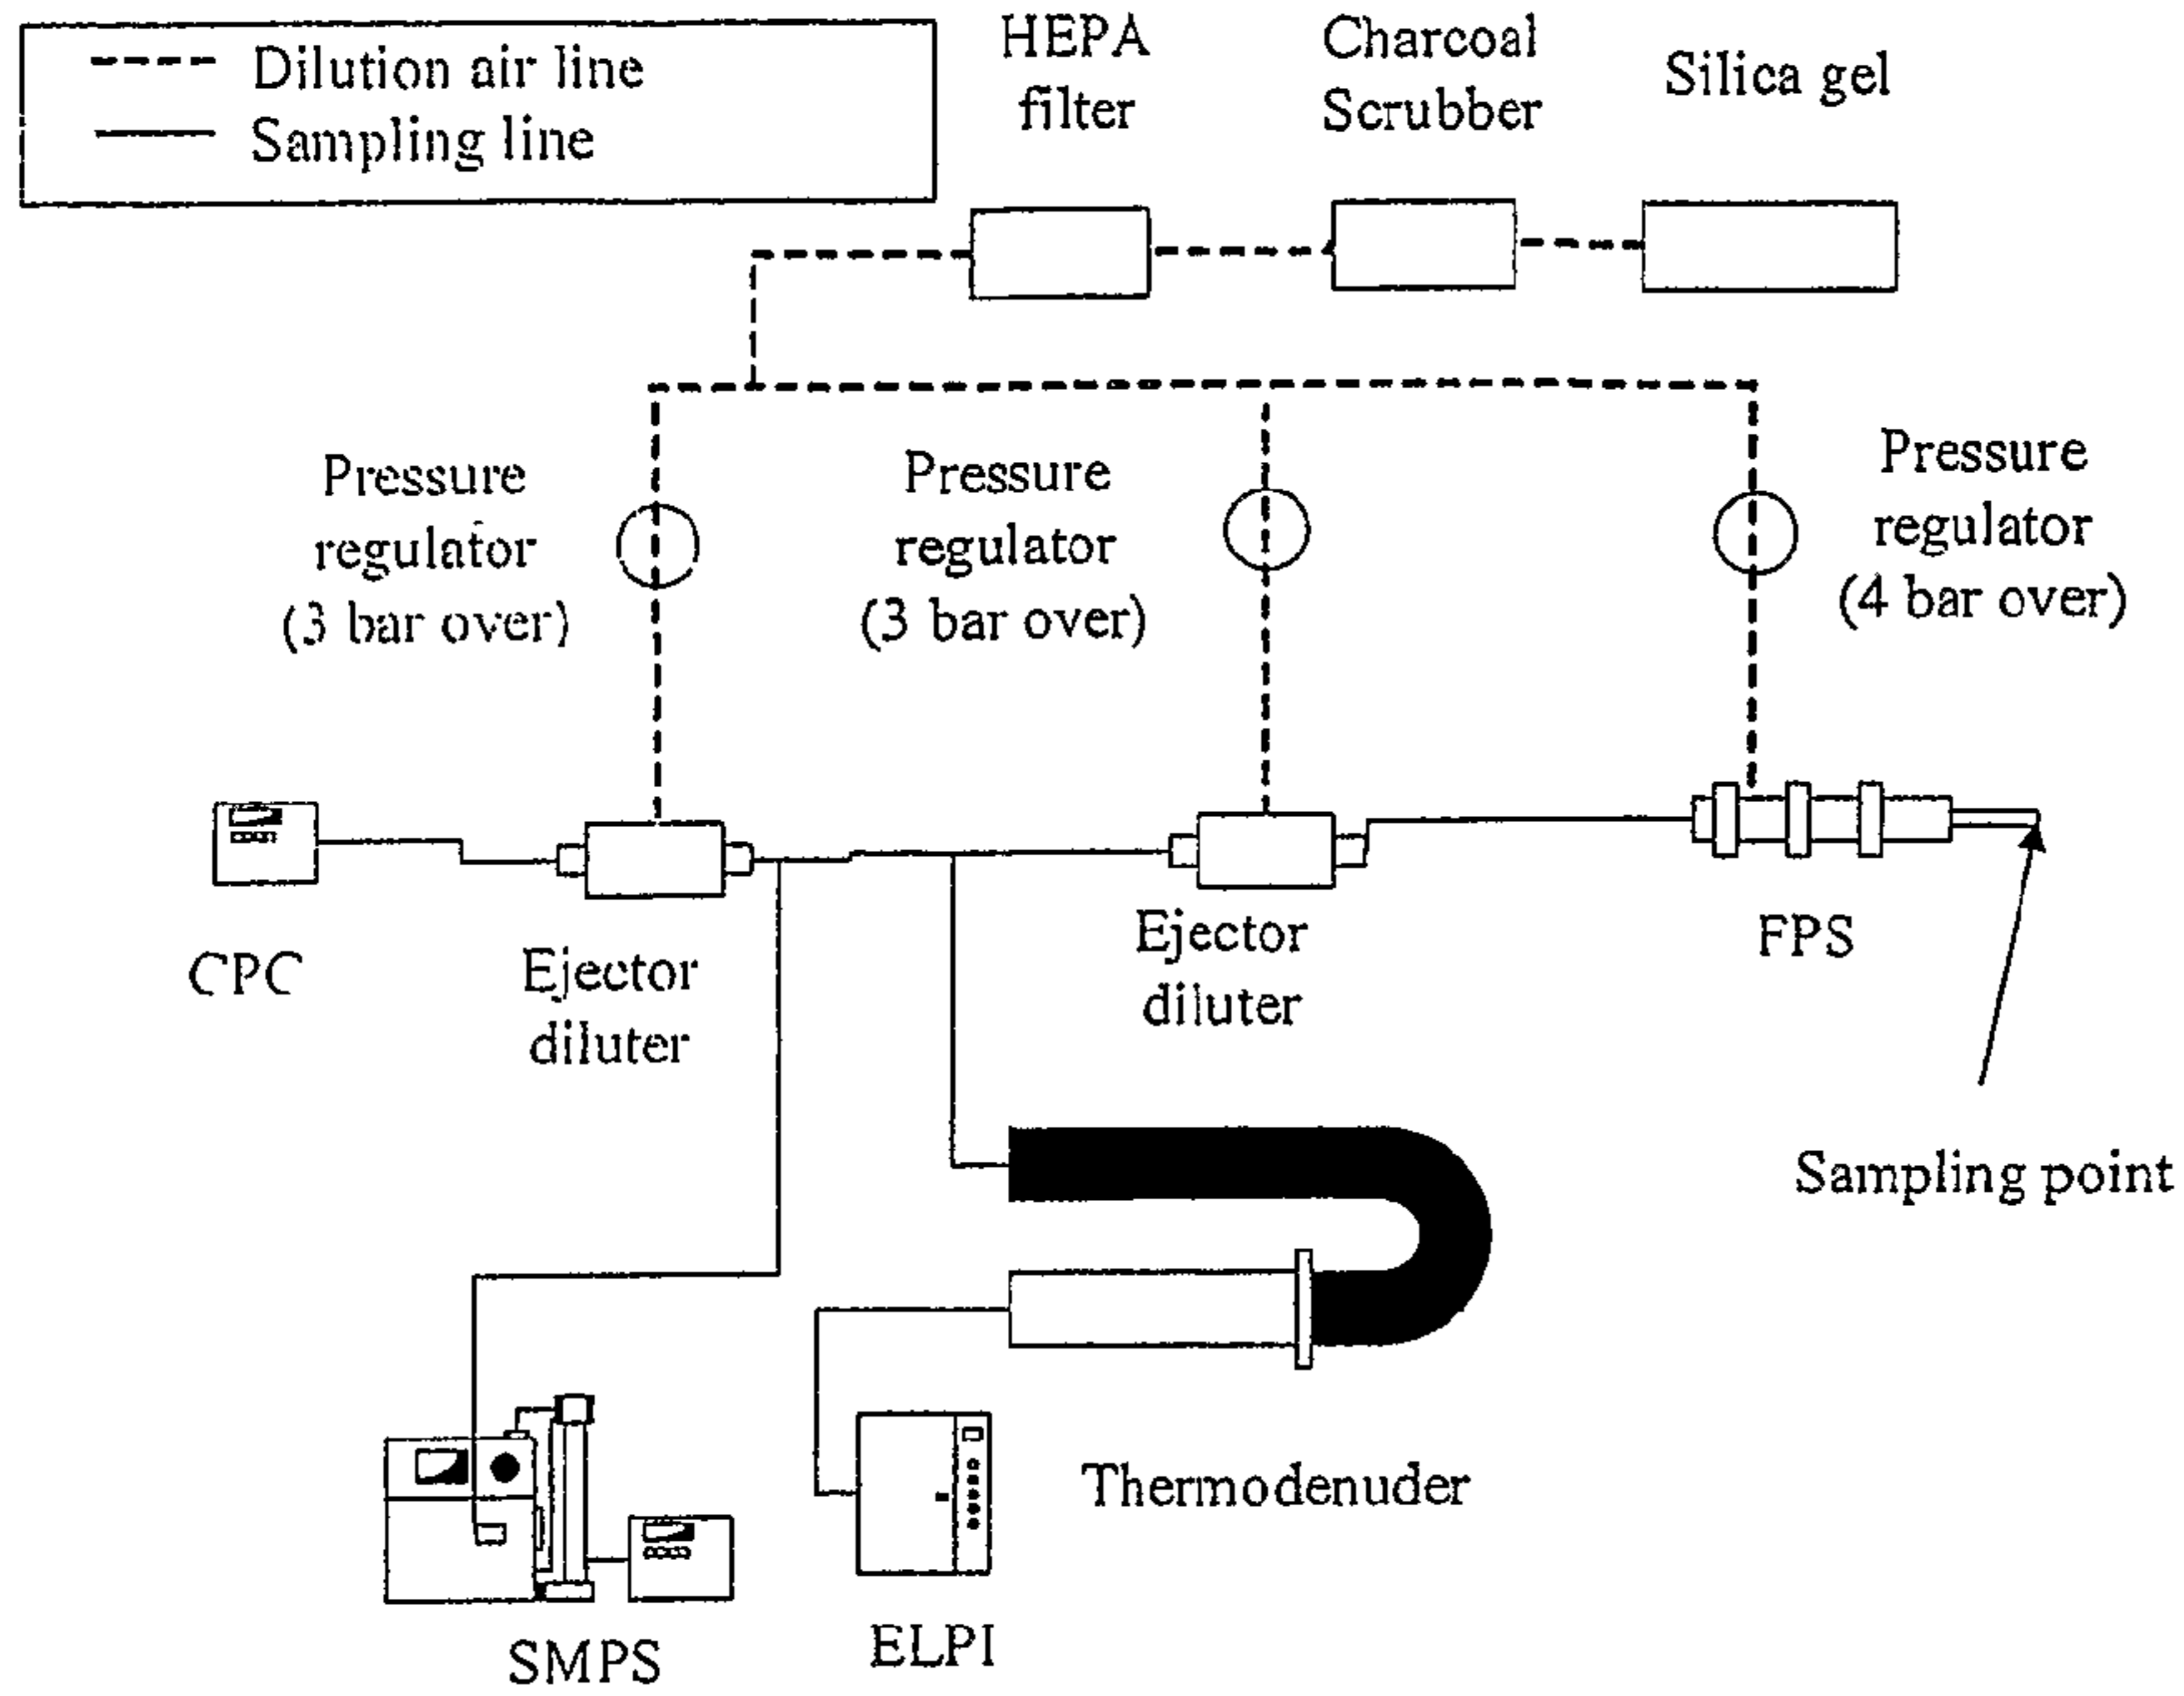 Dilution air line
Sampling line
HEPA
filter
Charcoal
Scrubber
Silica gel
Pressure
regulator
(3 bar over)
Pressure
regulator
(3 bar over)
Pressure
regulator
(4 bar over)
CPC
Ejector
diluter
Ejector
diluter
FPS
Sampling point
Thermodenuder
SMPS
ELPI